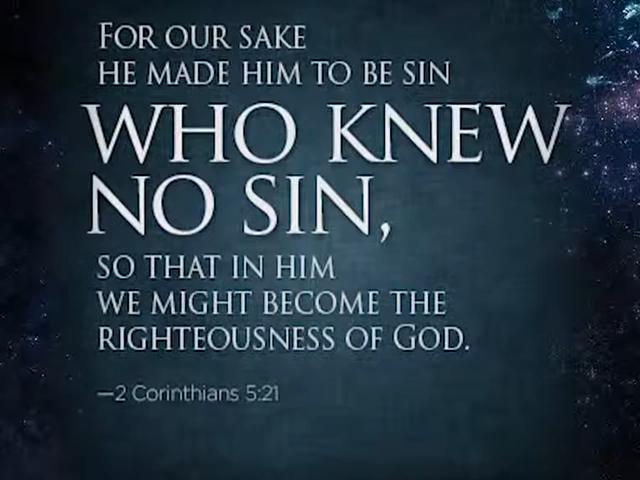 FOR OUR SAKE
HE MADE HIM TO BE SIN
WHO KNEW
NO SIN,
SO THAT IN HIM
WE MIGHT BECOME THE
RIGHTEOUSNESS OF GOD.
—2 Corinthians 5:21